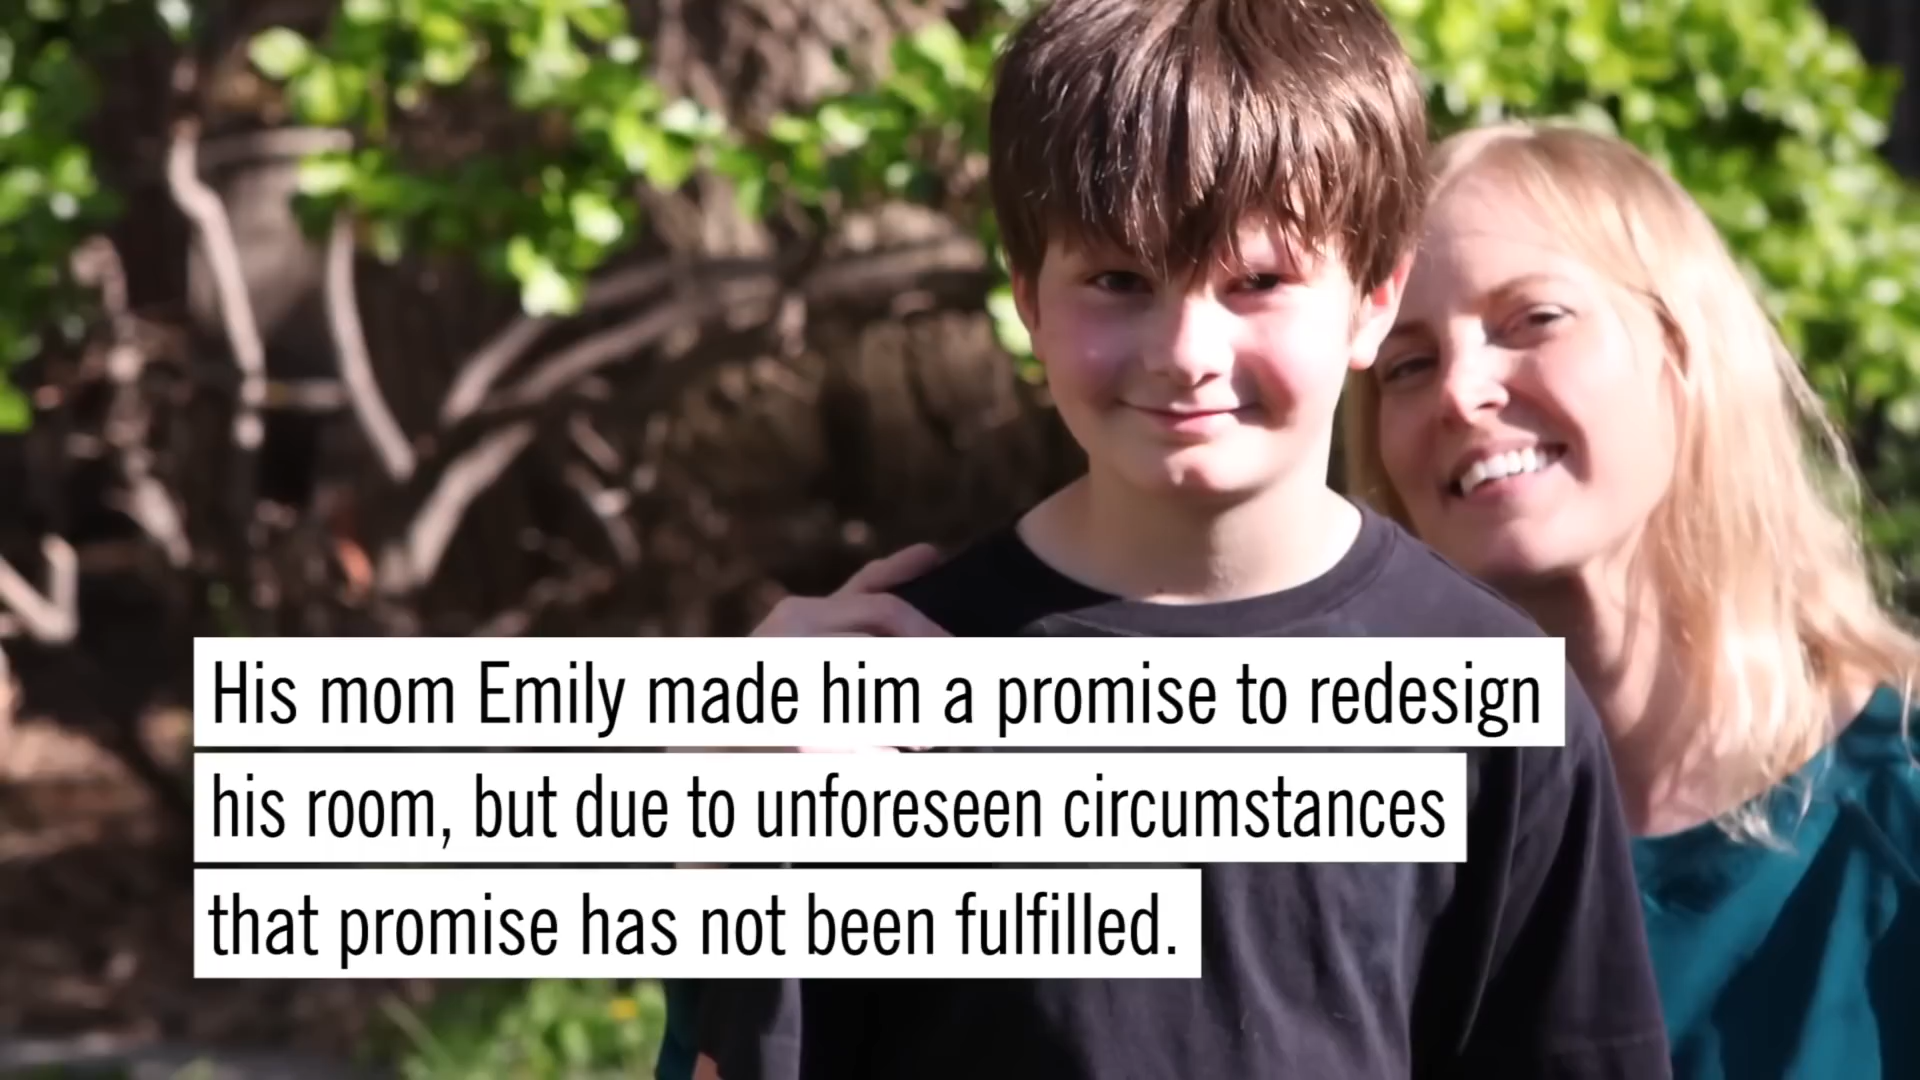 His mom Emily made him a promise to redesign
his room, but due to unforeseen circumstances
that promise has not been fulfilled.